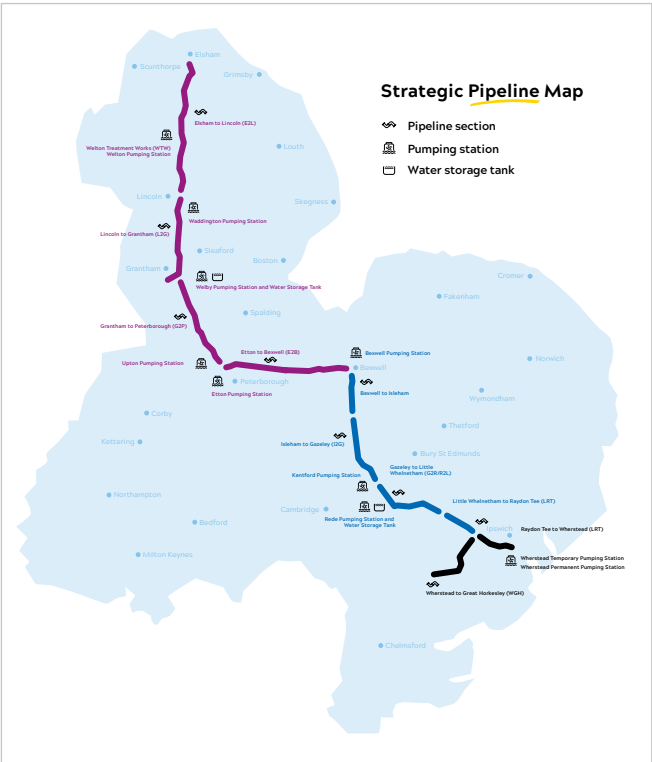 Elsham
Scunthorpe
Grimsby
Strategic Pipeline Map
Pipeline section
Pumping station
Water storage tank
Elsham to Lincoln (E2L)
Welton Treatment Works (WTW)
Welton Pumping Station
Louth
Lincoln
Skegness
Waddington Pumping Station
Lincoln to Grantham (L2G)
Sleaford
Boston
Grantham
Welby Pumping Station and Water Storage Tank
Cromer
Fakenham
Spalding
Grantham to Peterborough (G2P)
Etton to Bexwell (E2B)
Bexwell Pumping Station
Norwich
Upton Pumping Station
Bexwell
Peterborough
Etton Pumping Station
Bexwell to Isleham
Wymondham
Corby
Thetford
Kettering
Isleham to Gazeley (I2G)
Bury St Edmunds
Gazeley to Little
Whelnetham (G2R/R2L)
Kentford Pumping Station
Northampton
Little Whelnetham to Raydon Tee (LRT)
Cambridge
Rede Pumping Station and
Water Storage Tank
Bedford
Ipswich
Raydon Tee to Wherstead (LRT)
Milton Keynes
Wherstead Temporary Pumping Station
Wherstead Permanent Pumping Station
Wherstead to Great Horkesley (WGH)
Chelmsford